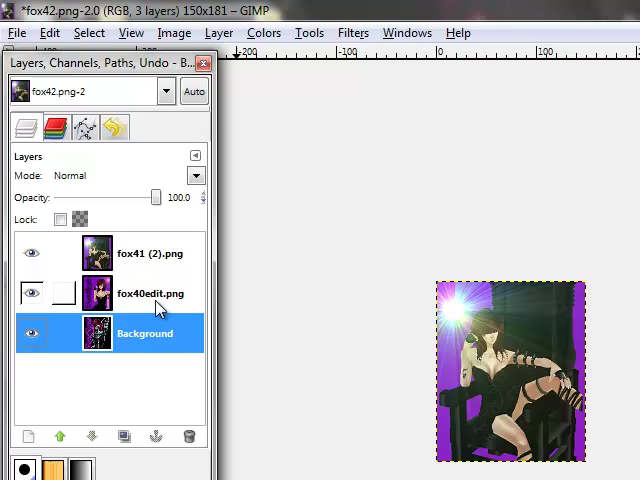 *fox42.png-2.0 (RGB, 3 layers) 150x181 – GIMP
File Edit Select View Image Layer Colors Tools Filters Windows Help
-200 -100 0 100
Layers, Channels, Paths, Undo - B...
fox42.png-2 Auto
Layers
Mode: Normal
Opacity: 100.0
Lock:
fox41 (2).png
fox40edit.png
Background